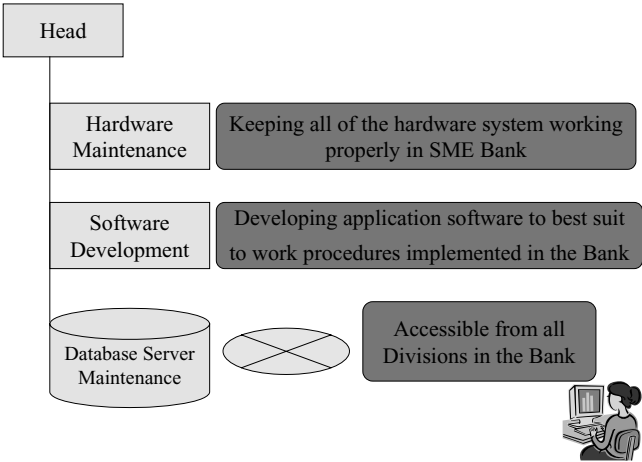 Head
Hardware
Maintenance
Keeping all of the hardware system working
properly in SME Bank
Software
Development
Developing application software to best suit
to work procedures implemented in the Bank
Database Server
Maintenance
Accessible from all
Divisions in the Bank